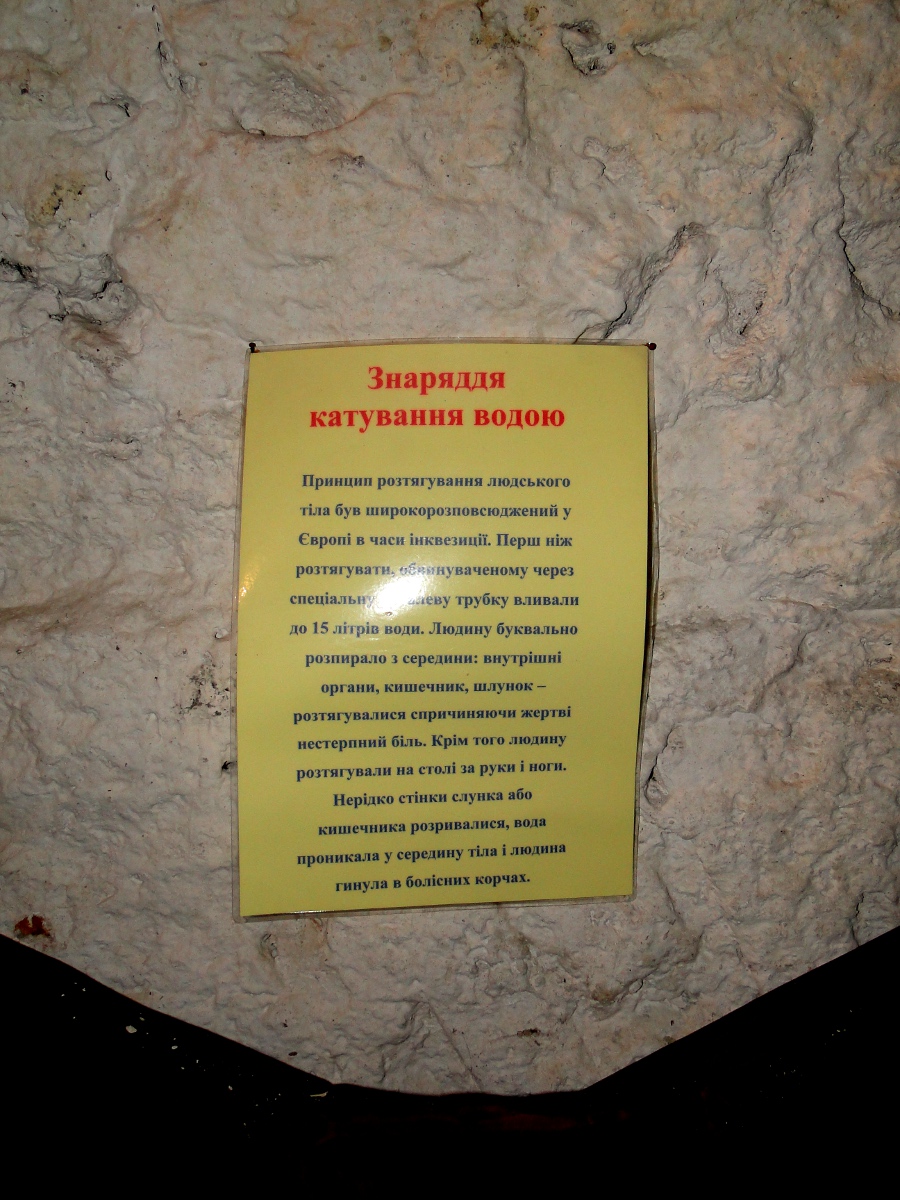 Знаряддя
катування водою
Принцип розтягування людського
тіла був широкорозповсюджений у
Європі в часи інквезиції. Перш ніж
розтягувати, обвинуваченому через
спеціальну трубку вливали
до 15 літрів води. Людину буквально
розпирало з середини: внутрішні
органи, кишечник, шлунок –
розтягувалися спричиняючи жертві
нестерпний біль. Крім того людину
розтягували на столі за руки і ноги.
Нерідко стінки слунка або
кишечника розривалися, вода
проникала у середину тіла і людина
гинула в болісних корчах.